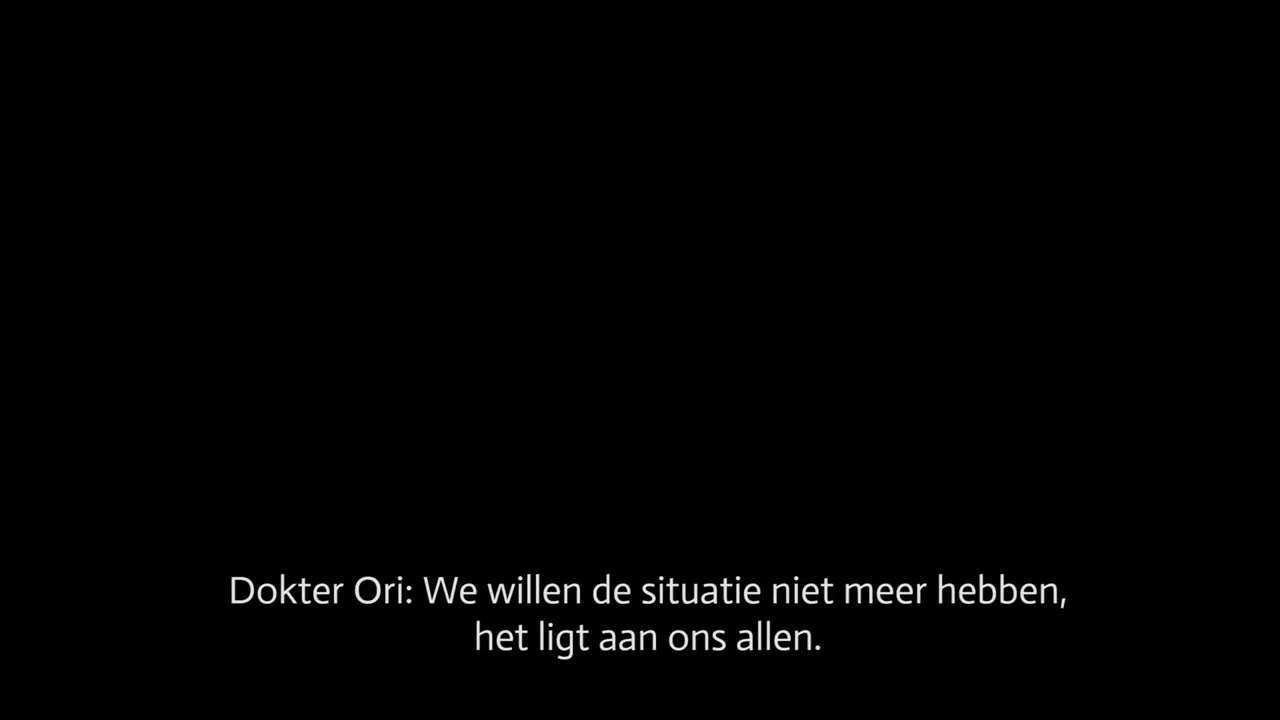 Dokter Ori: We willen de situatie niet meer hebben,
het ligt aan ons allen.